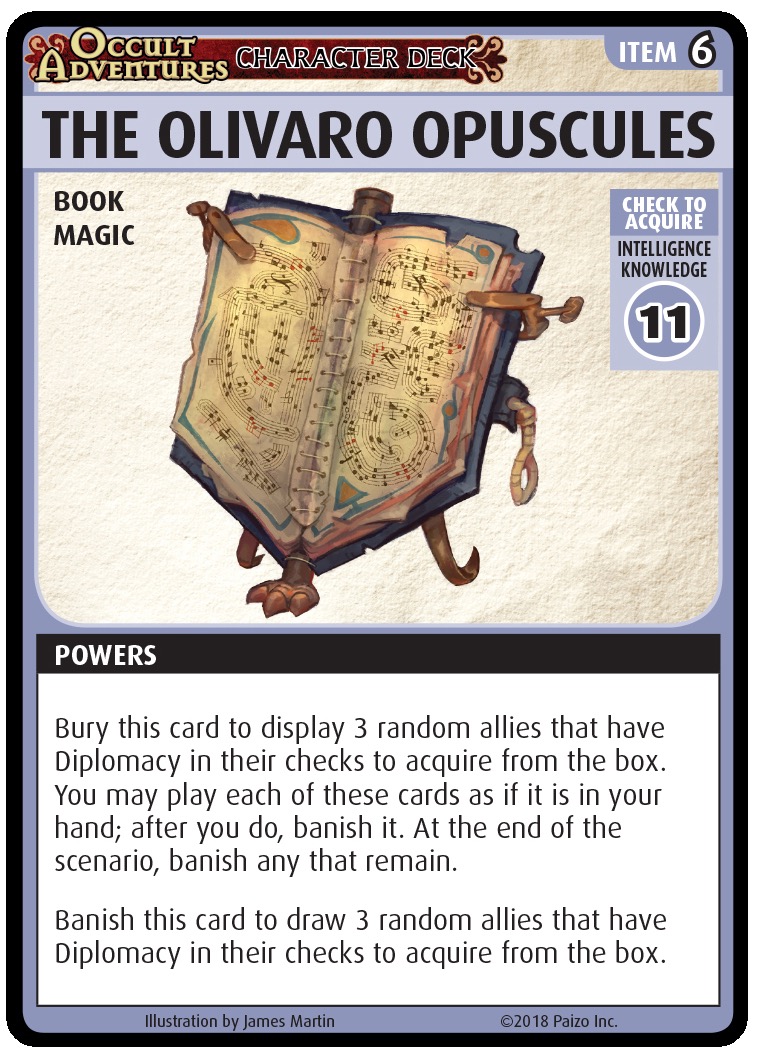 OCCULT
ADVENTURES CHARACTER DECK
ITEM 6
THE OLIVARO OPUSCULES
BOOK
MAGIC
CHECK TO
ACQUIRE
INTELLIGENCE
KNOWLEDGE
11
POWERS
Bury this card to display 3 random allies that have
Diplomacy in their checks to acquire from the box.
You may play each of these cards as if it is in your
hand; after you do, banish it. At the end of the
scenario, banish any that remain.
Banish this card to draw 3 random allies that have
Diplomacy in their checks to acquire from the box.
Illustration by James Martin
©2018 Paizo Inc.